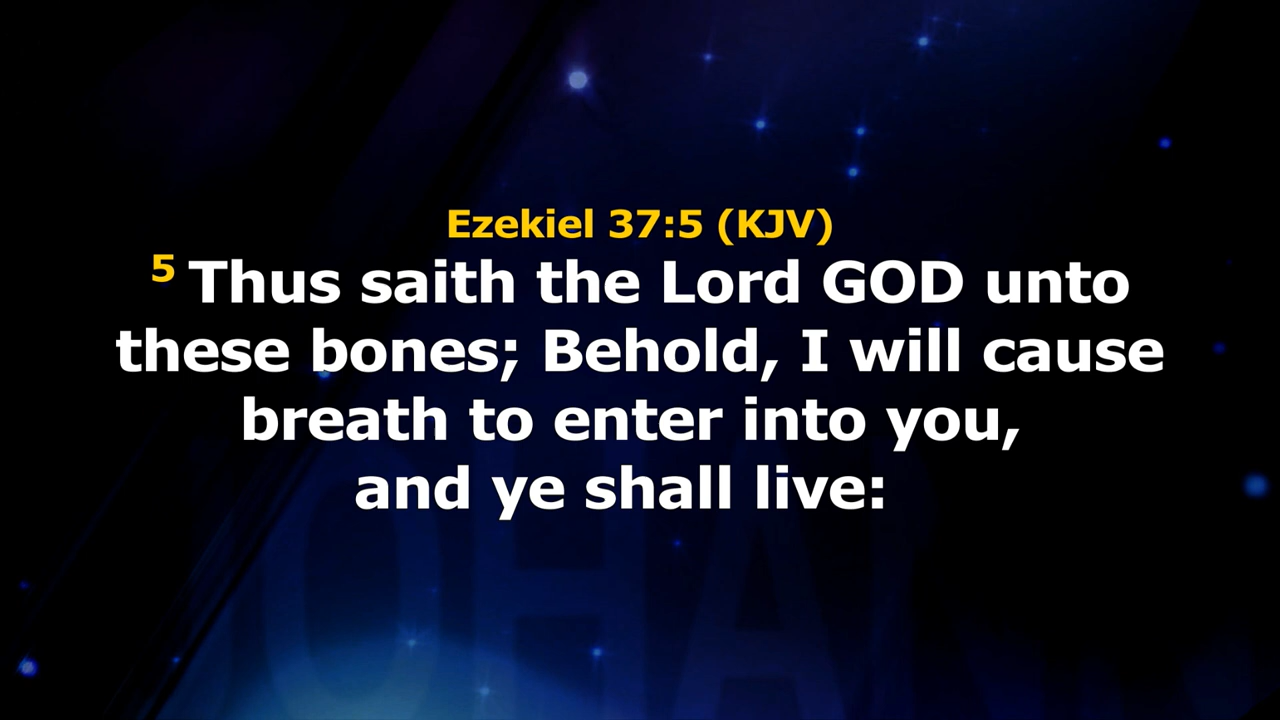 Ezekiel 37:5 (KJV)
5 Thus saith the Lord GOD unto
these bones; Behold, I will cause
breath to enter into you,
and ye shall live: